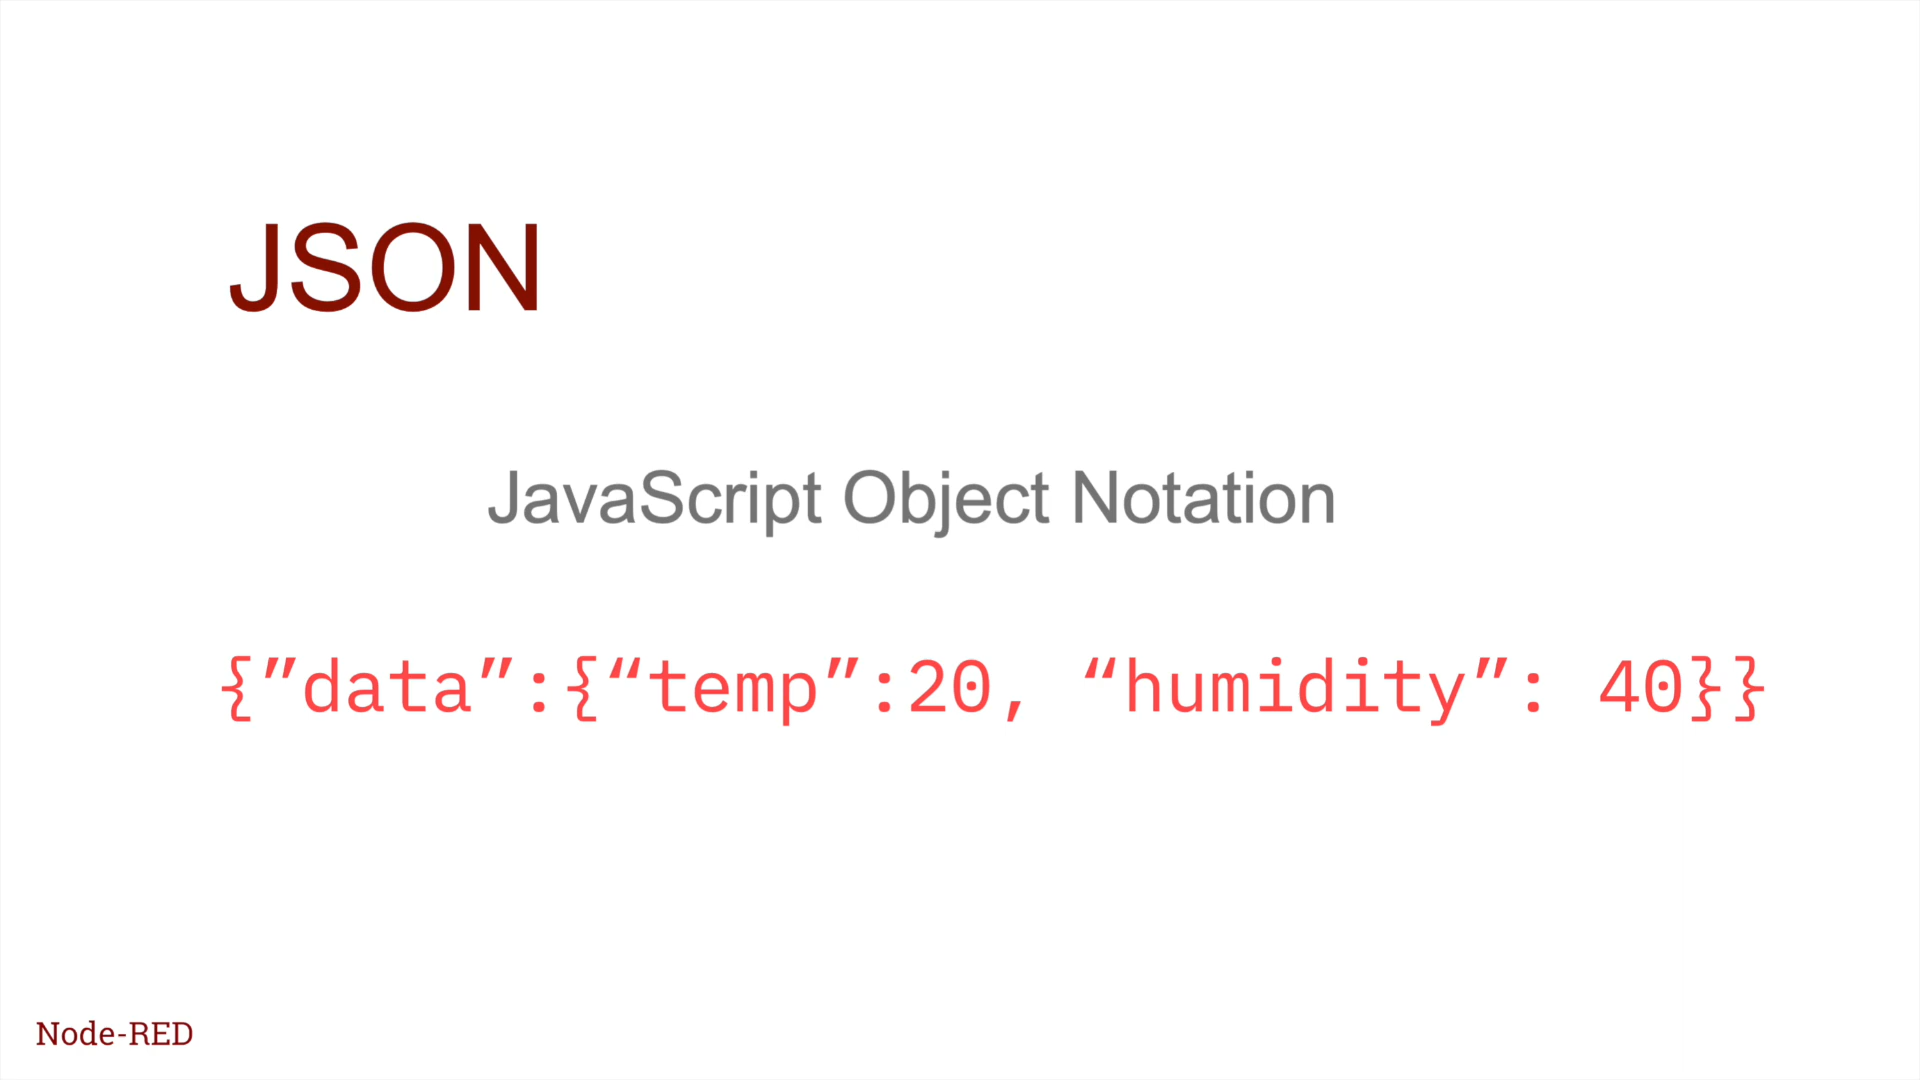 JSON
JavaScript Object Notation
{”data”:{“temp”:20, “humidity”: 40}}
Node-RED